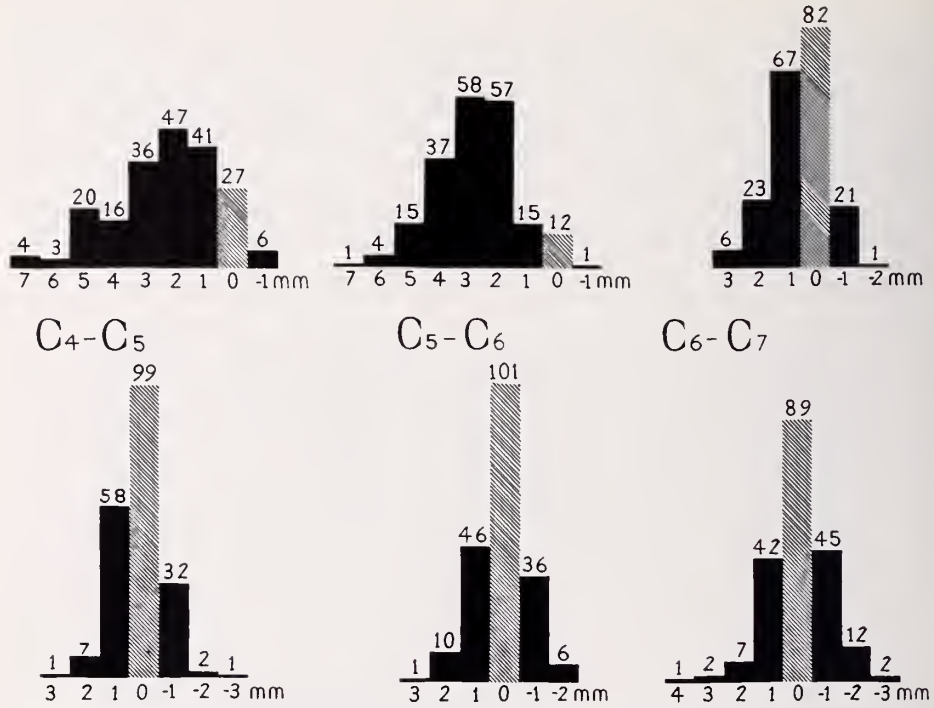 4 3 20 16 36 47 41 27 6
7 6 5 4 3 2 1 0 -1 mm
1 4 15 37 58 57 15 12 1
7 6 5 4 3 2 1 0 -1 mm
6 23 67 82 21 1
3 2 1 0 -1 -2 mm
C4-C5
1 7 58 99 32 2 1
3 2 1 0 -1 -2 -3 mm
C5-C6
1 10 46 101 36 6
3 2 1 0 -1 -2 mm
C6-C7
1 2 7 42 89 45 12 2
4 3 2 1 0 -1 -2 -3 mm